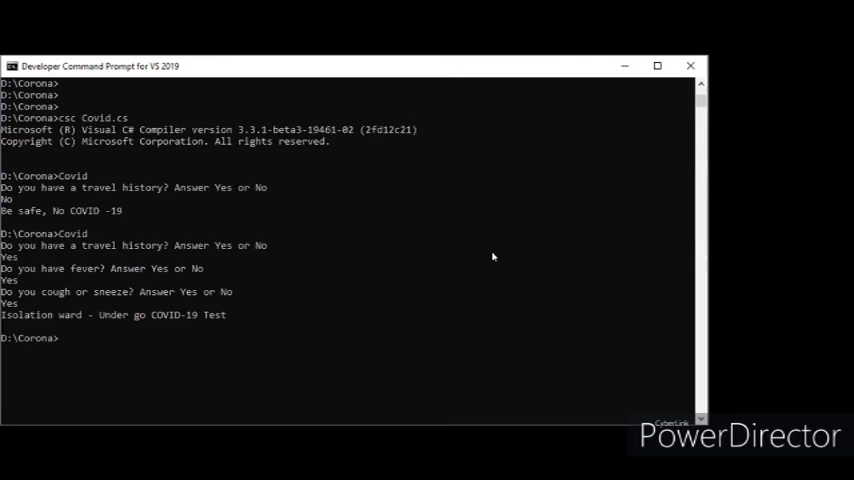 Developer Command Prompt for VS 2019
D:\Corona>
D:\Corona>
D:\Corona>
D:\Corona>csc Covid.cs
Microsoft (R) Visual C# Compiler version 3.3.1-beta3-19461-02 (2fd12c21)
Copyright (C) Microsoft Corporation. All rights reserved.
D:\Corona>Covid
Do you have a travel history? Answer Yes or No
No
Be safe, No COVID -19
D:\Corona>Covid
Do you have a travel history? Answer Yes or No
Yes
Do you have fever? Answer Yes or No
Yes
Do you cough or sneeze? Answer Yes or No
Yes
Isolation ward - Under go COVID-19 Test
D:\Corona>
CyberLink
PowerDirector